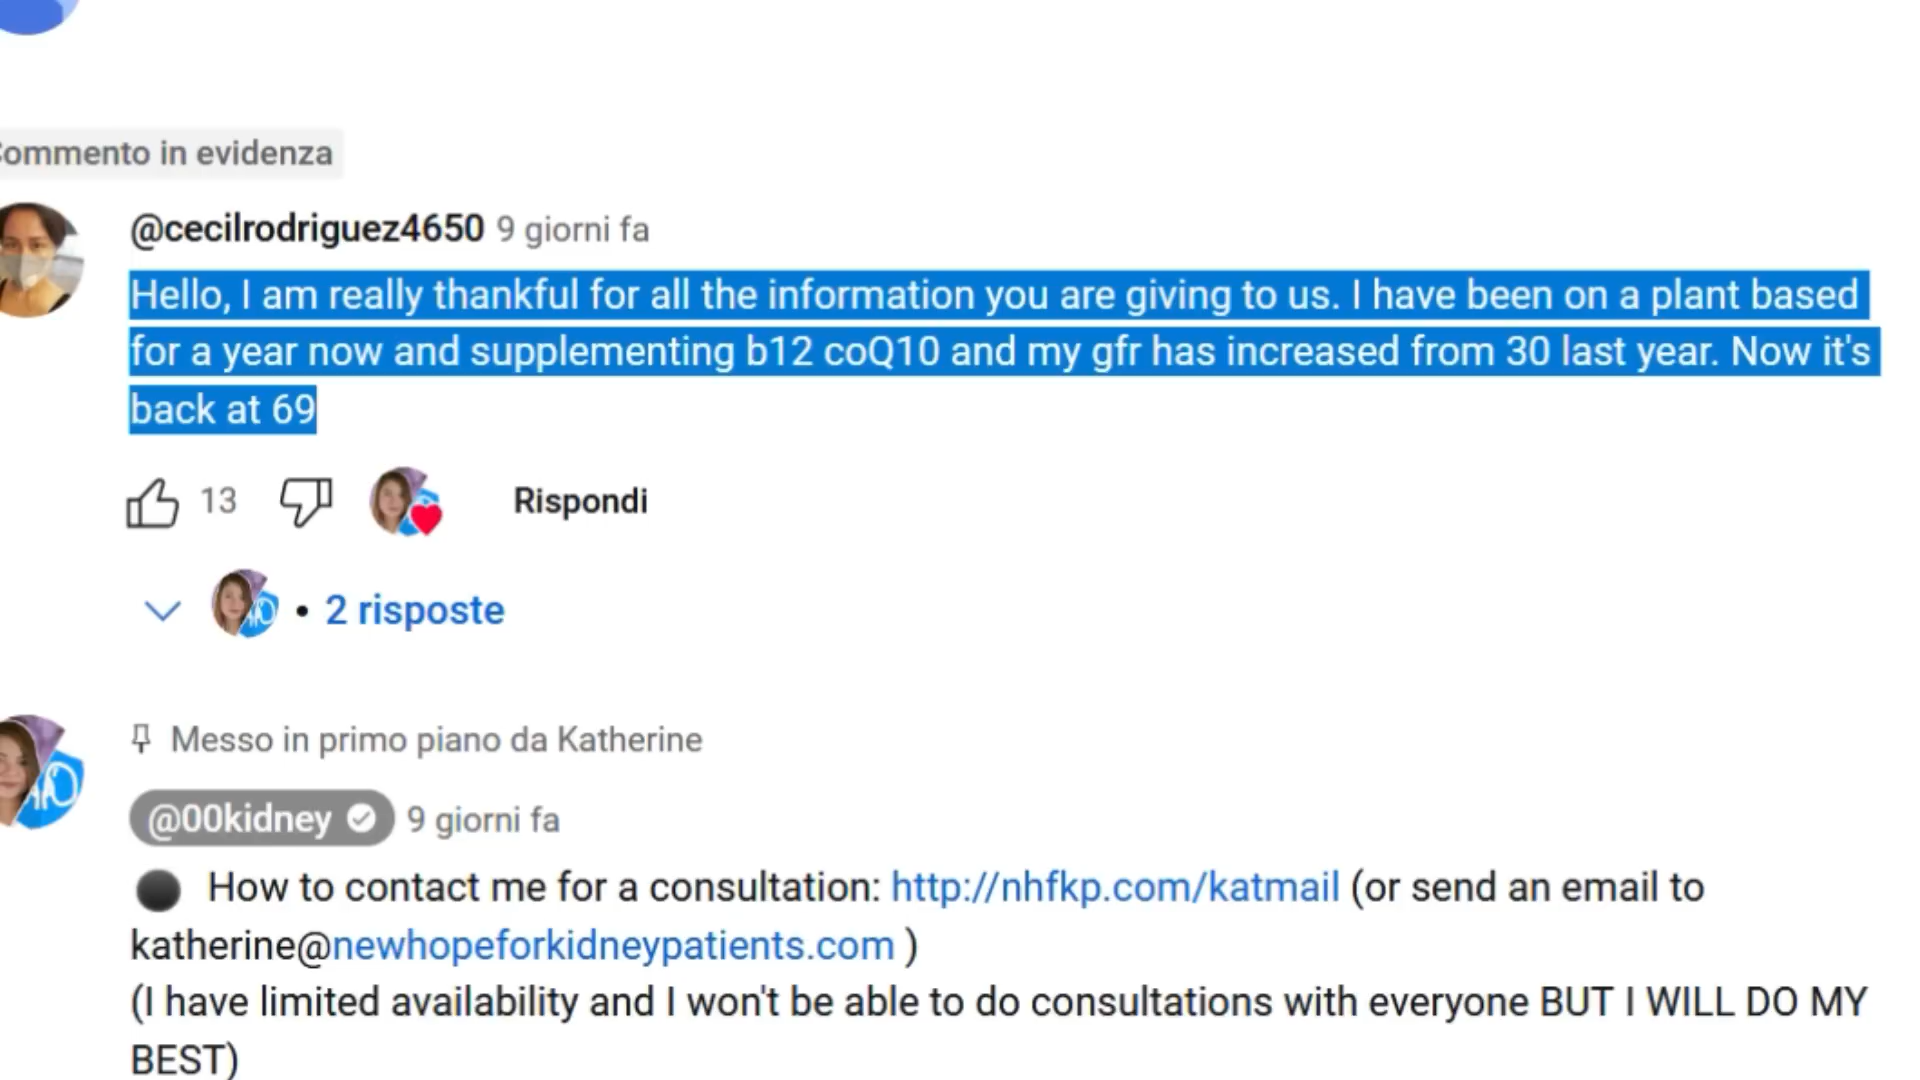 Commento in evidenza
@cecilrodriguez4650 9 giorni fa
Hello, I am really thankful for all the information you are giving to us. I have been on a plant based
for a year now and supplementing b12 coQ10 and my gfr has increased from 30 last year. Now it's
back at 69
13 Rispondi
• 2 risposte
Messo in primo piano da Katherine
@00kidney 9 giorni fa
How to contact me for a consultation: http://nhfkp.com/katmail (or send an email to
katherine@newhopeforkidneypatients.com )
(I have limited availability and I won't be able to do consultations with everyone BUT I WILL DO MY
BEST)